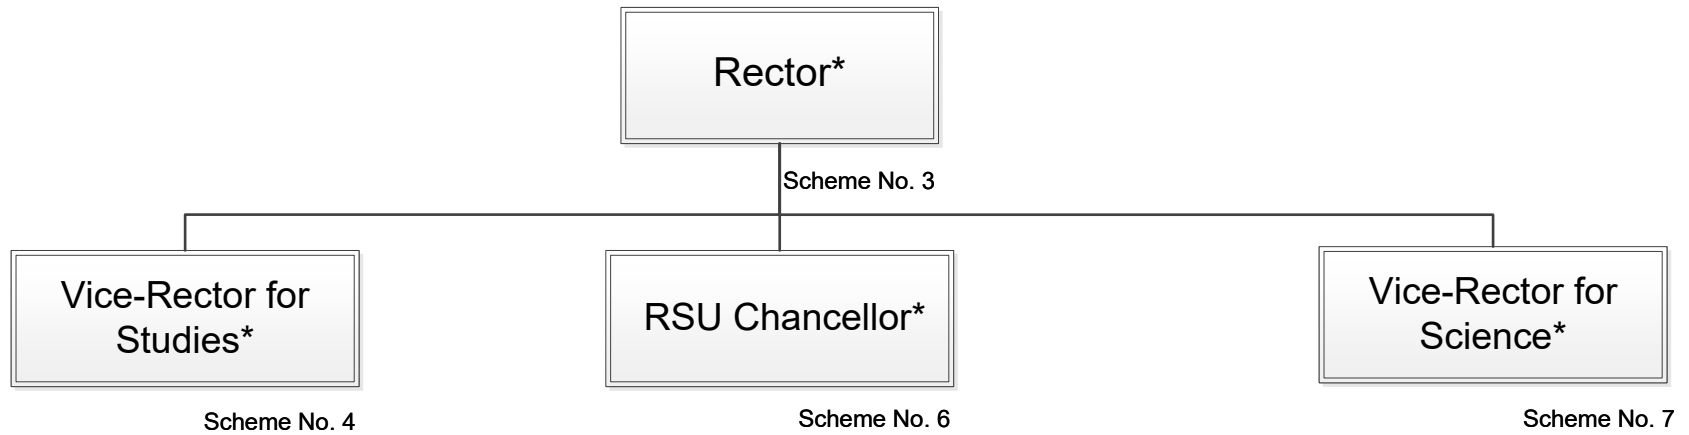 Rector*
Scheme No. 3
Vice-Rector for
Studies*
Scheme No. 4
RSU Chancellor*
Scheme No. 6
Vice-Rector for
Science*
Scheme No. 7